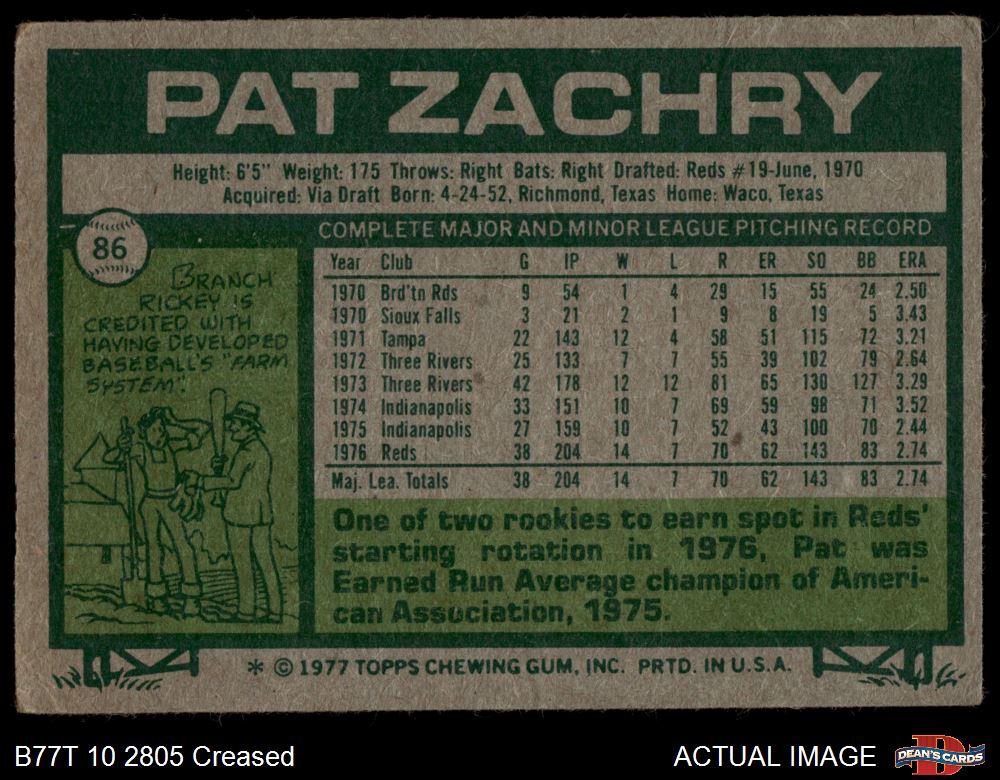 PAT ZACHRY
Height: 6'5" Weight: 175 Throws: Right Bats: Right Drafted: Reds #19-June, 1970
Acquired: Via Draft Born: 4-24-52, Richmond, Texas Home: Waco, Texas
86
BRANCH
RICKEY IS
CREDITED WITH
HAVING DEVELOPED
BASEBALL'S "FARM
SYSTEM".
COMPLETE MAJOR AND MINOR LEAGUE PITCHING RECORD
Year Club G IP W L R ER SO BB ERA
1970 Brd'tn Rds 9 54 1 4 29 15 55 24 2.50
1970 Sioux Falls 3 21 2 1 9 8 19 5 3.43
1971 Tampa 22 143 12 4 58 51 115 72 3.21
1972 Three Rivers 25 133 7 7 55 39 102 79 2.64
1973 Three Rivers 42 178 12 12 81 65 130 127 3.29
1974 Indianapolis 33 151 10 7 69 59 98 71 3.52
1975 Indianapolis 27 159 10 7 52 43 100 70 2.44
1976 Reds 38 204 14 7 70 62 143 83 2.74
Maj. Lea. Totals 38 204 14 7 70 62 143 83 2.74
One of two rookies to earn spot in Reds'
starting rotation in 1976, Pat was
Earned Run Average champion of Ameri-
can Association, 1975.
* © 1977 TOPPS CHEWING GUM, INC. PRTD. IN U.S.A.
B77T 10 2805 Creased
ACTUAL IMAGE
DEAN'S CARDS